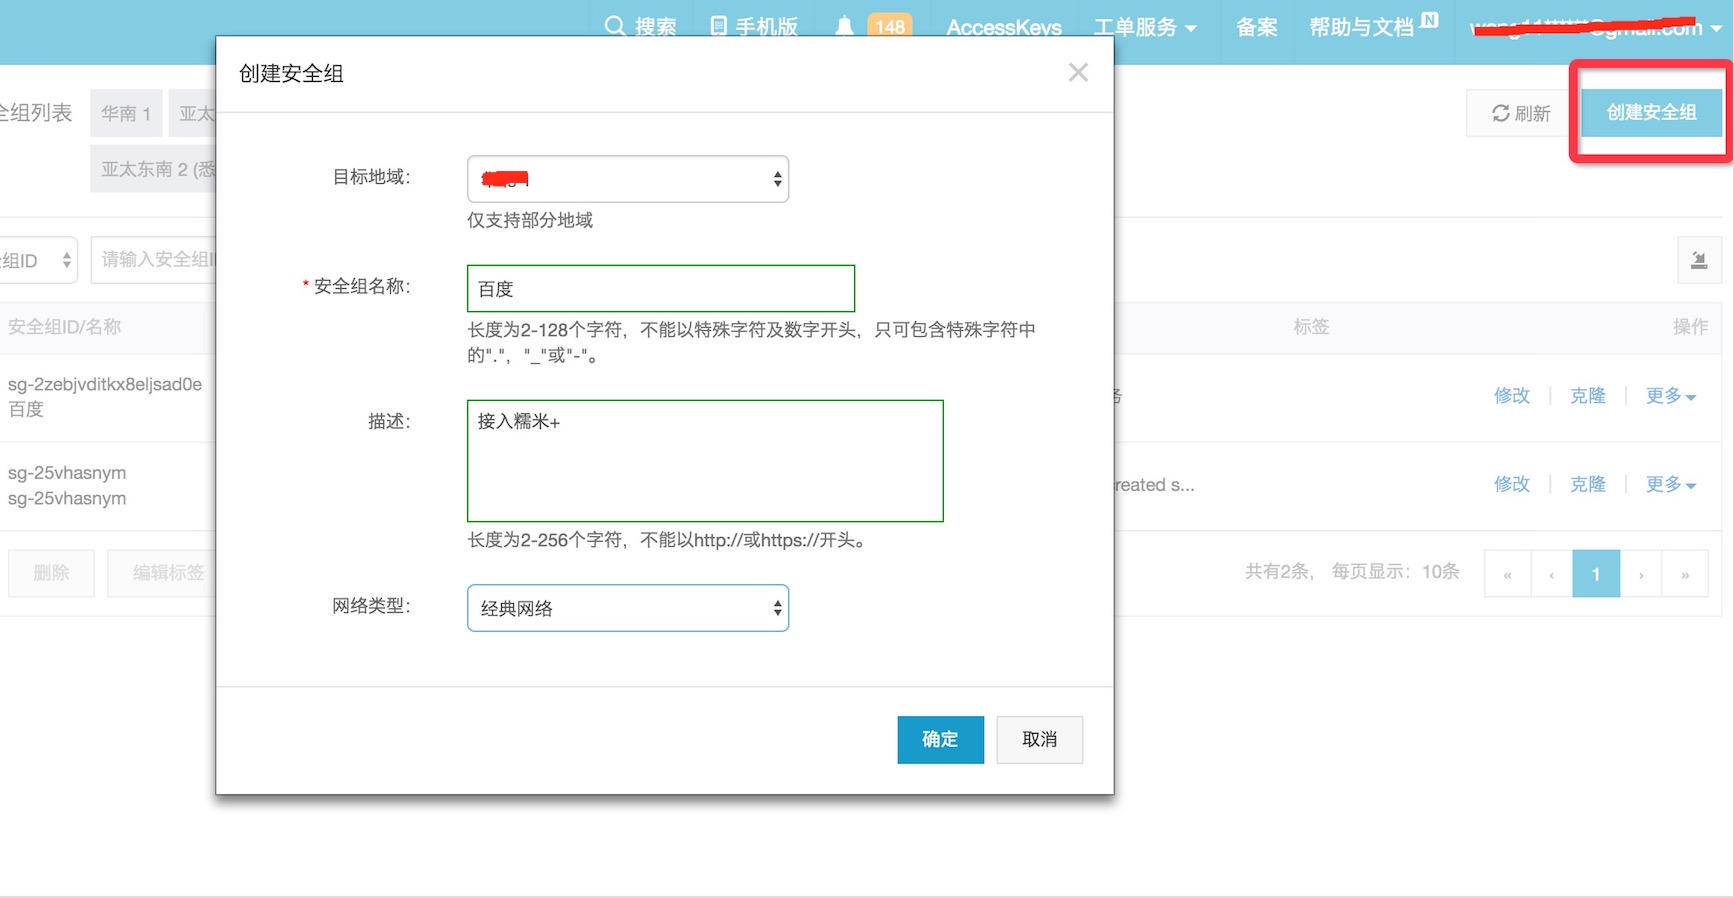 搜索 手机版 148 AccessKeys 工单服务 备案 帮助与文档 N
创建安全组
全组列表 华南 1 亚太
刷新 创建安全组
亚太东南 2 (悉
目标地域：
仅支持部分地域
组ID 请输入安全组I
* 安全组名称： 百度
长度为2-128个字符，不能以特殊字符及数字开头，只可包含特殊字符中
的"."，"_"或"-"。
安全组ID/名称 标签 操作
sg-2zebjvditkx8eljsad0e
百度
修改 克隆 更多
描述： 接入糯米+
sg-25vhasnym
sg-25vhasnym
reated s... 修改 克隆 更多
长度为2-256个字符，不能以http://或https://开头。
删除 编辑标签
共有2条， 每页显示：10条 « ‹ 1 › »
网络类型： 经典网络
确定 取消